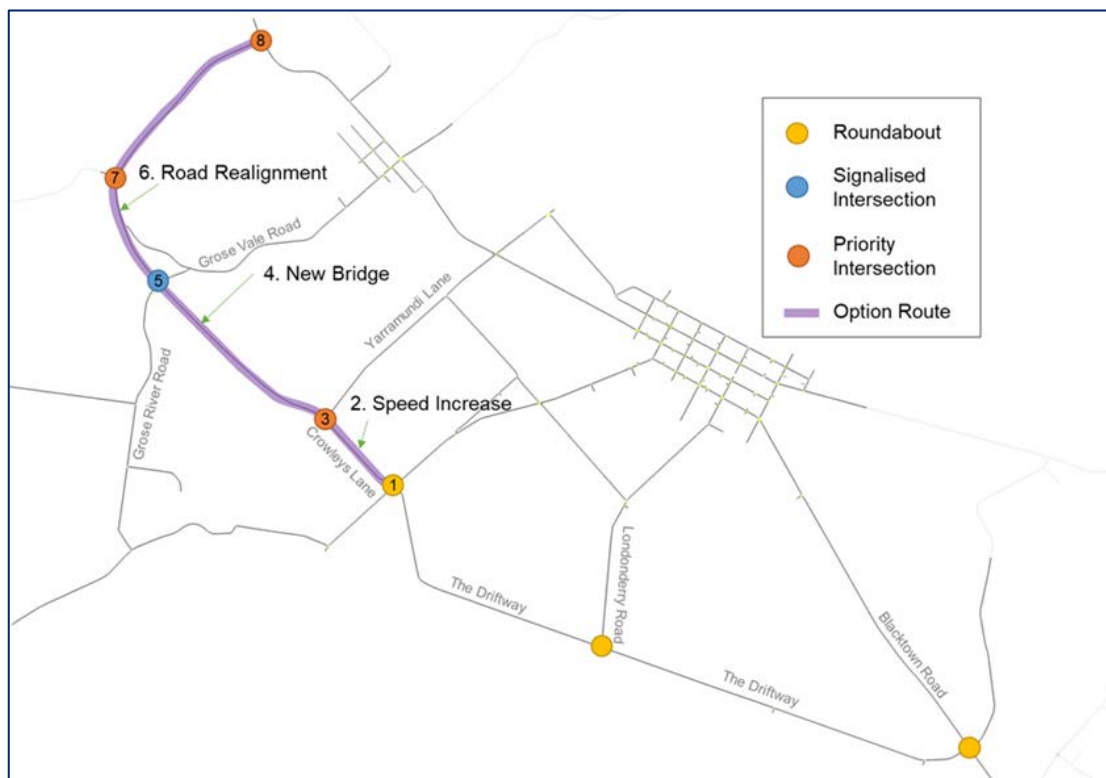 8
Roundabout
Signalised
Intersection
Priority
Intersection
Option Route
7
6. Road Realignment
Grose Vale Road
5
4. New Bridge
Yarramundi Lane
Grose River Road
3
2. Speed Increase
Crowleys Lane
1
The Driftway
Londonderry Road
The Driftway
Blacktown Road